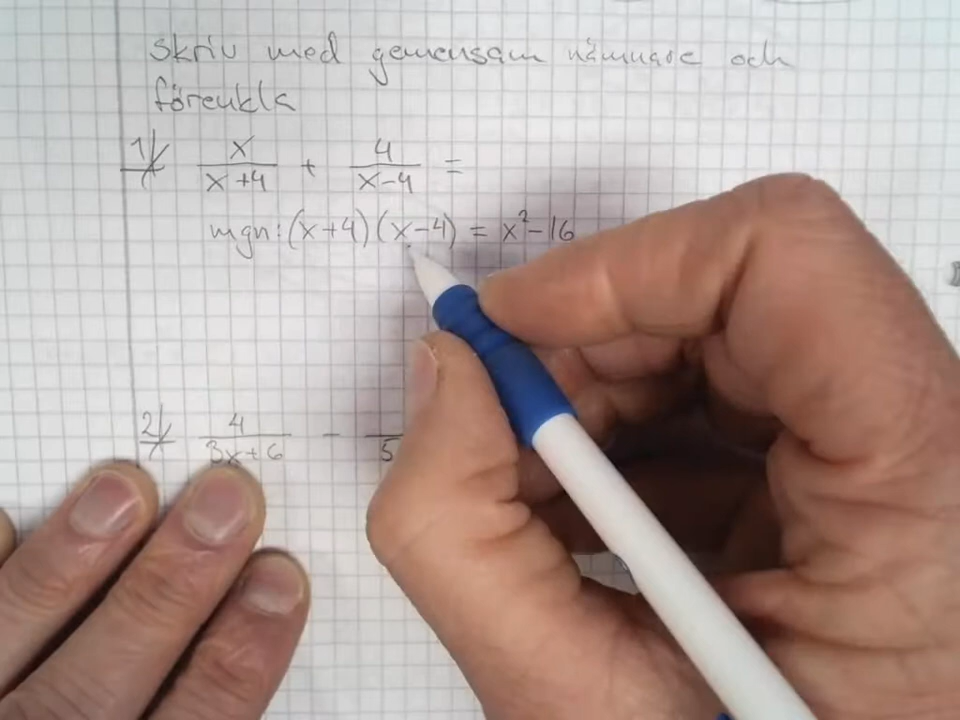 Skriv med gemensam nämnare och
förenkla
1/ x/(x+4) + 4/(x-4) =
mgn: (x+4)(x-4) = x²-16
2/ 4/(3x+6) - 5